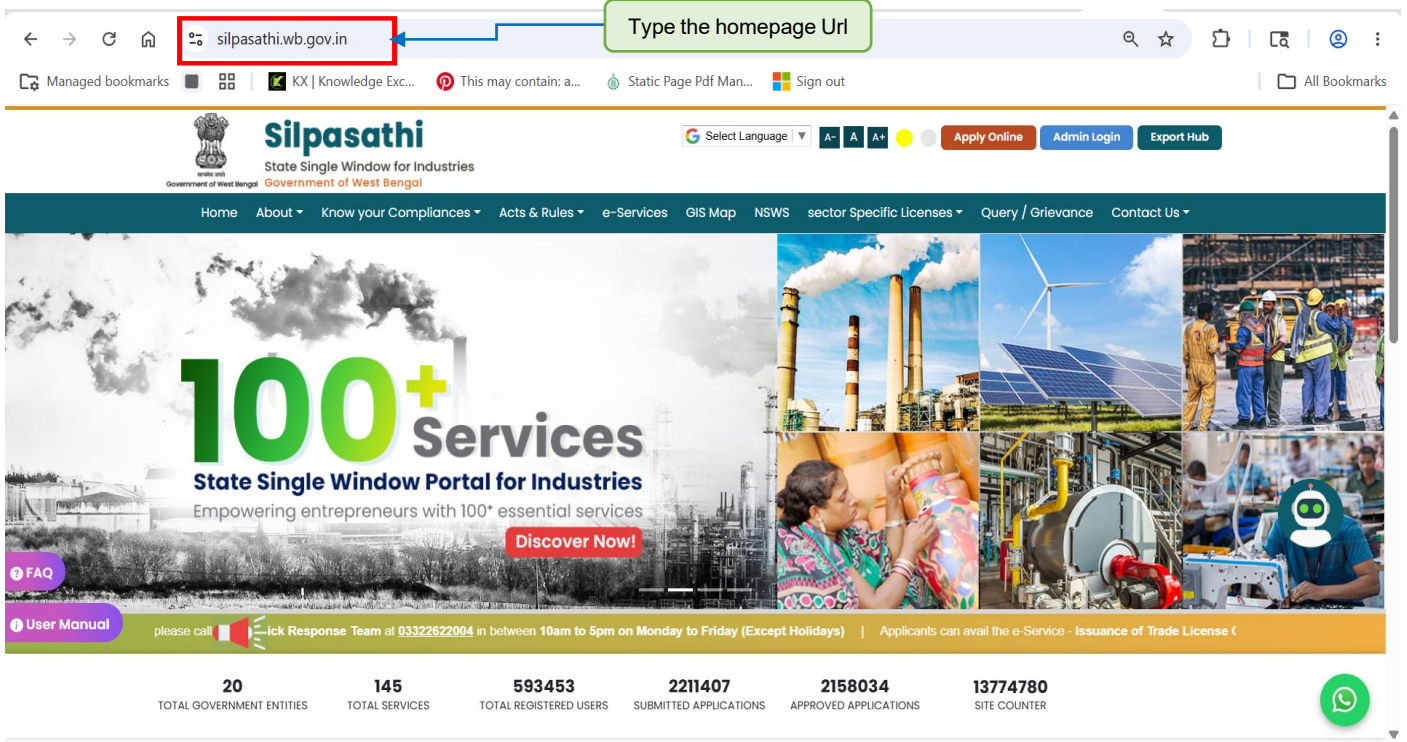 Type the homepage Url
silpasathi.wb.gov.in
Managed bookmarks
KX | Knowledge Exc...
This may contain: a...
Static Page Pdf Man...
Sign out
All Bookmarks
Silpasathi
State Single Window for Industries
Government of West Bengal
Government of West Bengal
Select Language
A-
A
A+
Apply Online
Admin Login
Export Hub
Home
About
Know your Compliances
Acts & Rules
e-Services
GIS Map
NSWS
sector Specific Licenses
Query / Grievance
Contact Us
100+
Services
State Single Window Portal for Industries
Empowering entrepreneurs with 100+ essential services
Discover Now!
FAQ
User Manual
please call ick Response Team at 03322622004 in between 10am to 5pm on Monday to Friday (Except Holidays) | Applicants can avail the e-Service - Issuance of Trade License (
20
TOTAL GOVERNMENT ENTITIES
145
TOTAL SERVICES
593453
TOTAL REGISTERED USERS
2211407
SUBMITTED APPLICATIONS
2158034
APPROVED APPLICATIONS
13774780
SITE COUNTER